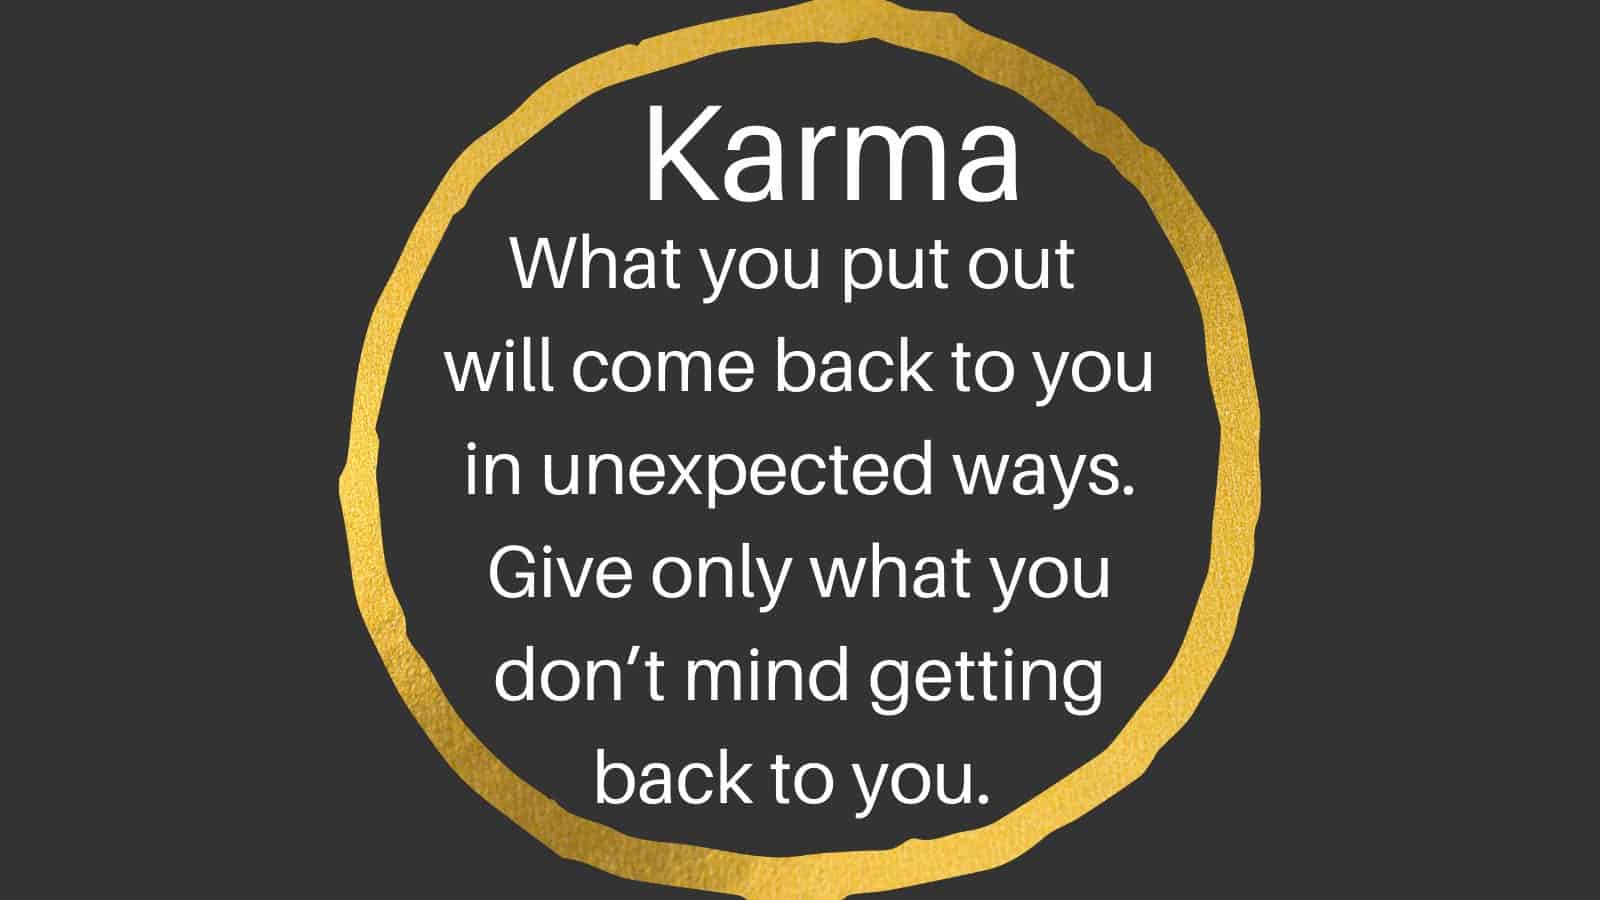 Karma
What you put out
will come back to you
in unexpected ways.
Give only what you
don’t mind getting
back to you.